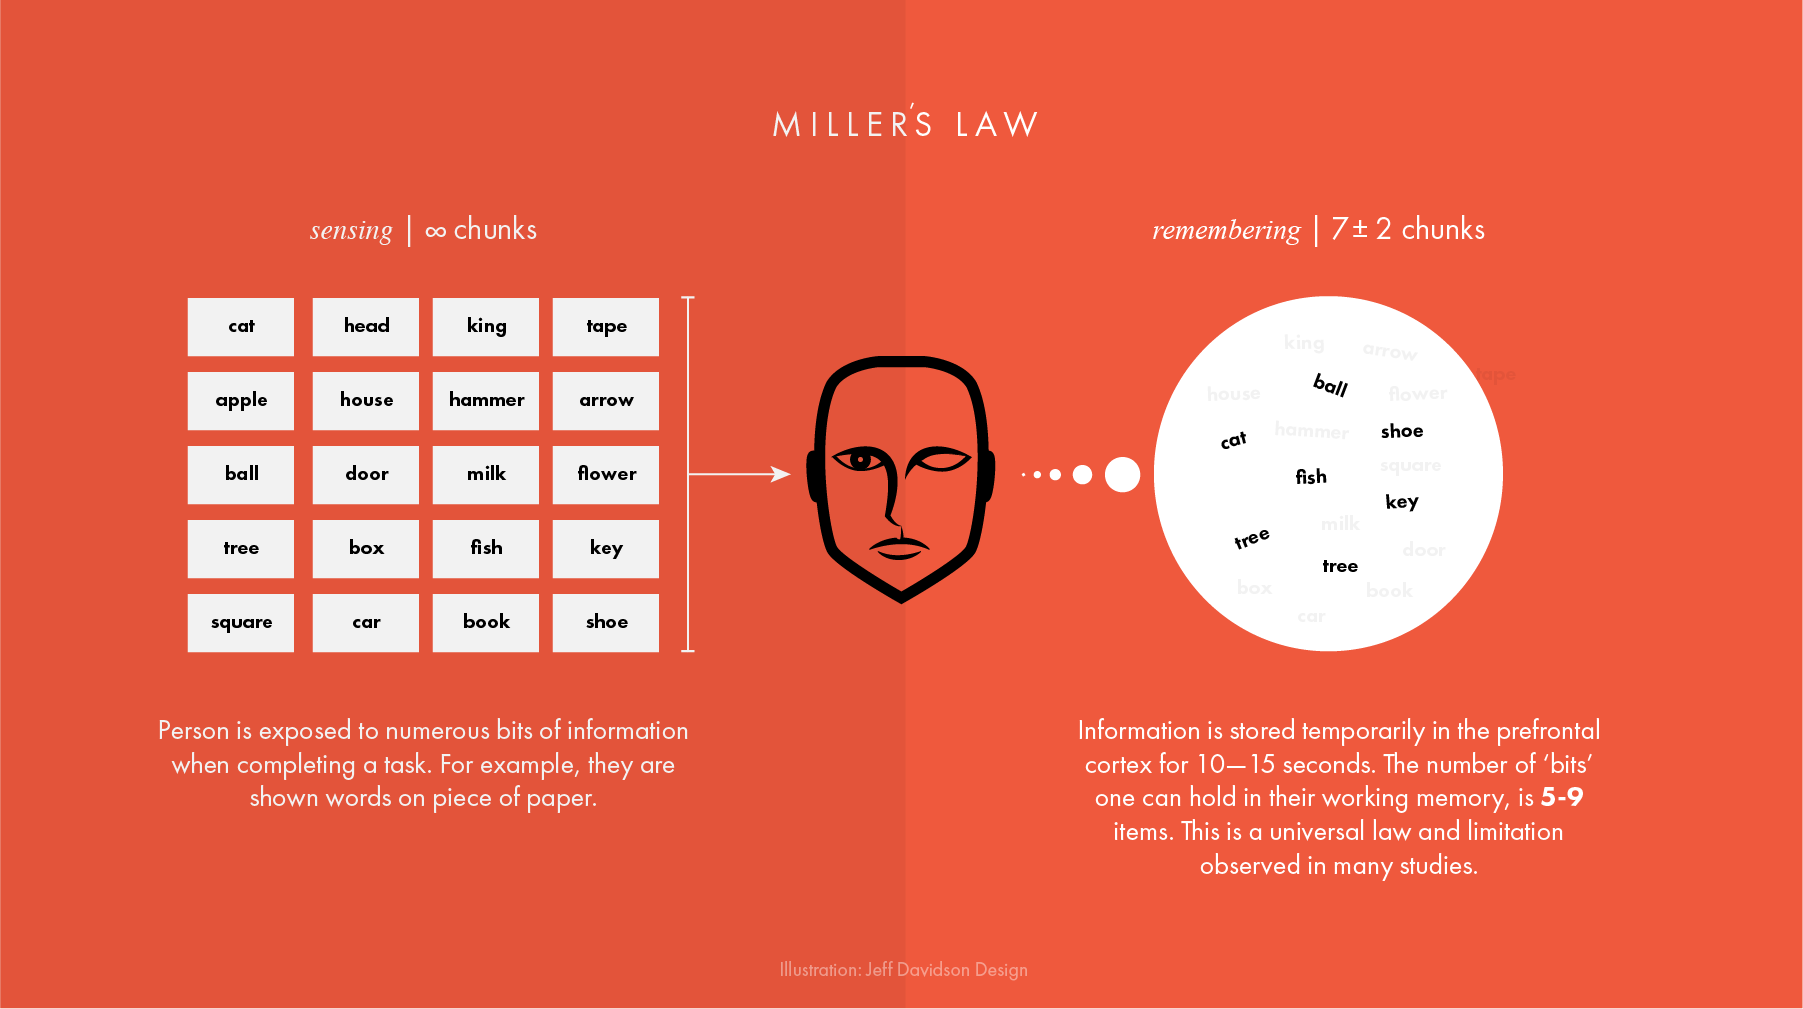 MILLER'S LAW
sensing | ∞ chunks
cat head king tape
apple house hammer arrow
ball door milk flower
tree box fish key
square car book shoe
Person is exposed to numerous bits of information
when completing a task. For example, they are
shown words on piece of paper.
remembering | 7 ± 2 chunks
king arrow
tape
ball
house flower
hammer shoe
cat
square
fish
key
milk
tree
door
tree
box book
car
Information is stored temporarily in the prefrontal
cortex for 10—15 seconds. The number of ‘bits’
one can hold in their working memory, is 5-9
items. This is a universal law and limitation
observed in many studies.
Illustration: Jeff Davidson Design